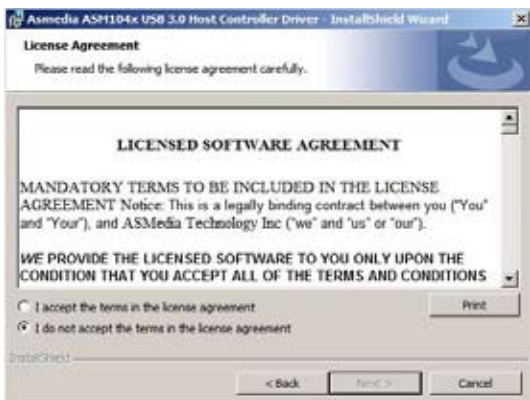 Asmedia ASM104x USB 3.0 Host Controller Driver - InstallShield Wizard
License Agreement
Please read the following license agreement carefully.
LICENSED SOFTWARE AGREEMENT
MANDATORY TERMS TO BE INCLUDED IN THE LICENSE
AGREEMENT Notice: This is a legally binding contract between you ("You"
and "Your"), and ASMedia Technology Inc ("we" and "us" or "our").
WE PROVIDE THE LICENSED SOFTWARE TO YOU ONLY UPON THE
CONDITION THAT YOU ACCEPT ALL OF THE TERMS AND CONDITIONS
I accept the terms in the license agreement
Print
I do not accept the terms in the license agreement
InstallShield
< Back
Next >
Cancel